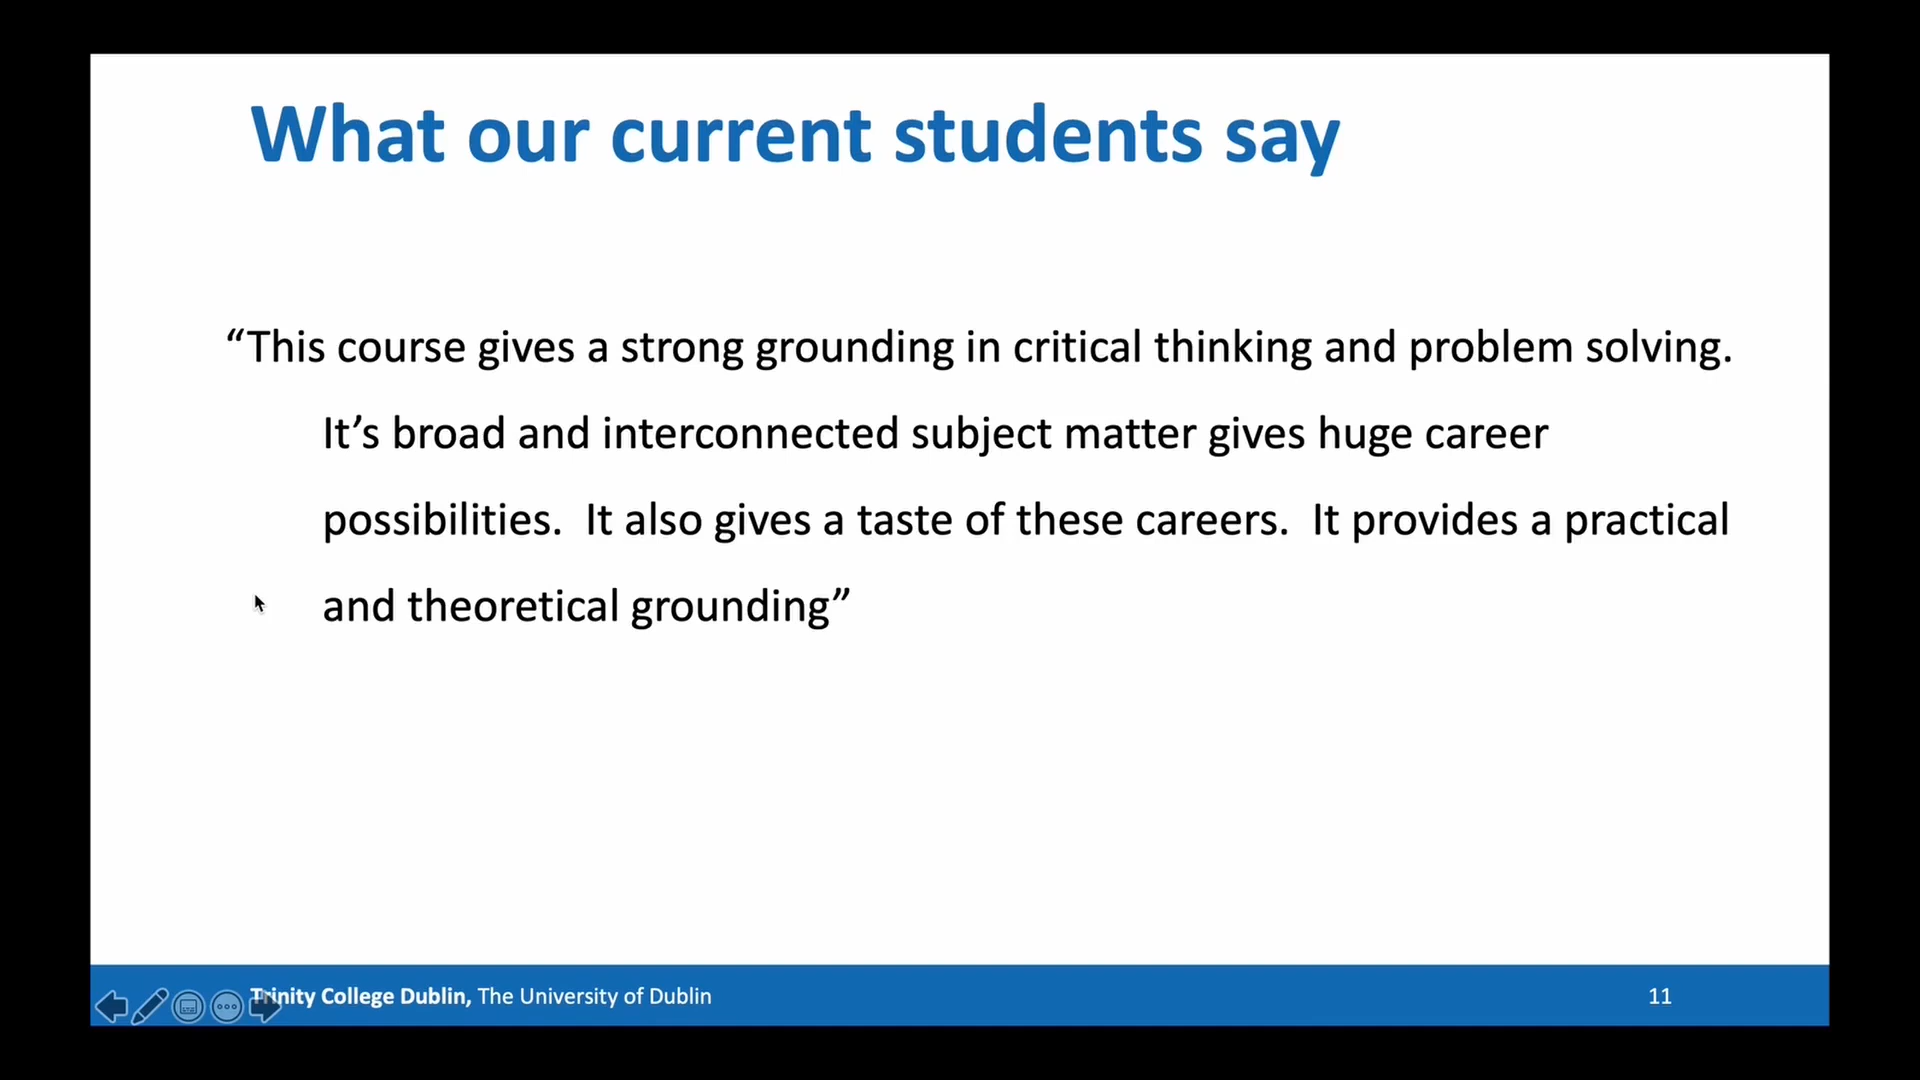 What our current students say
“This course gives a strong grounding in critical thinking and problem solving.
It’s broad and interconnected subject matter gives huge career
possibilities.  It also gives a taste of these careers.  It provides a practical
and theoretical grounding”
Trinity College Dublin, The University of Dublin
11